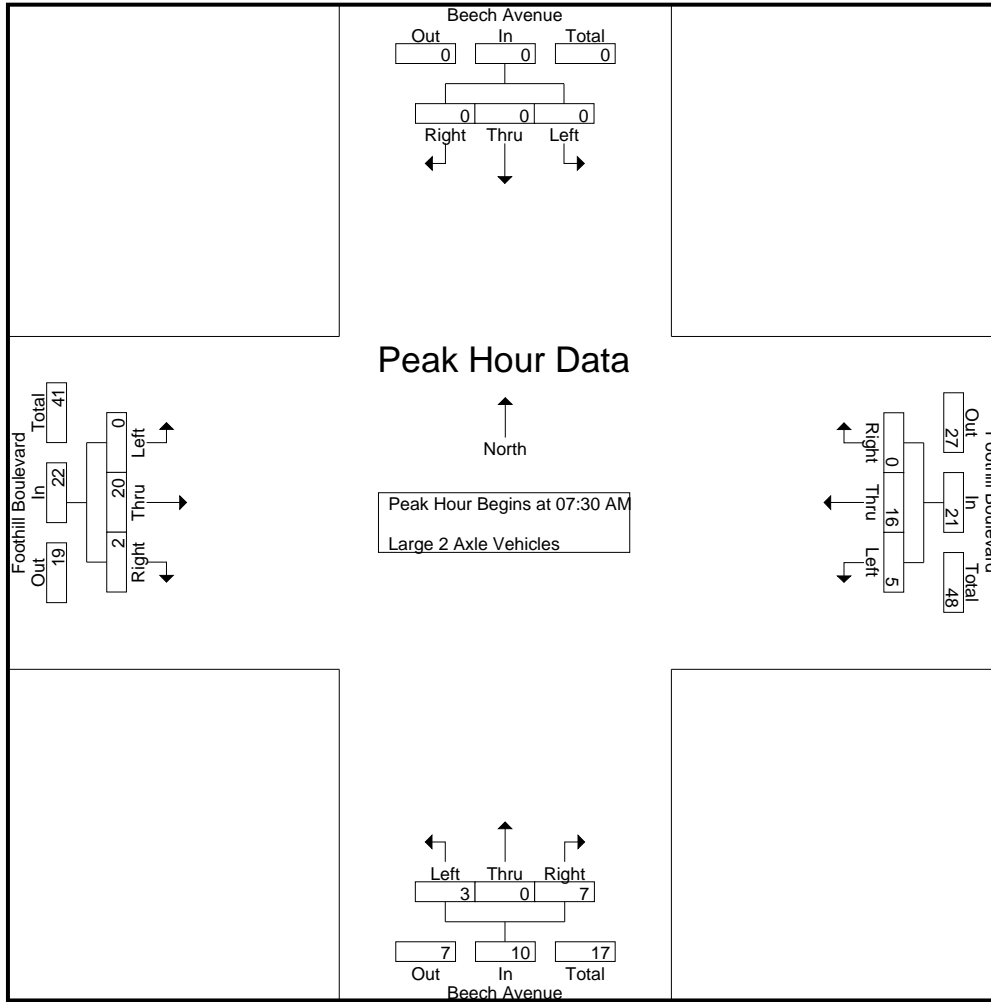 Beech Avenue
Out In Total
0 0 0
0 0 0
Right Thru Left
Peak Hour Data
North
Peak Hour Begins at 07:30 AM
Large 2 Axle Vehicles
Foothill Boulevard
Out In Total
19 22 41
0 20 2
Left Thru Right
Foothill Boulevard
Out In Total
27 21 48
0 16 5
Right Thru Left
Left Thru Right
3 0 7
7 10 17
Out In Total
Beech Avenue